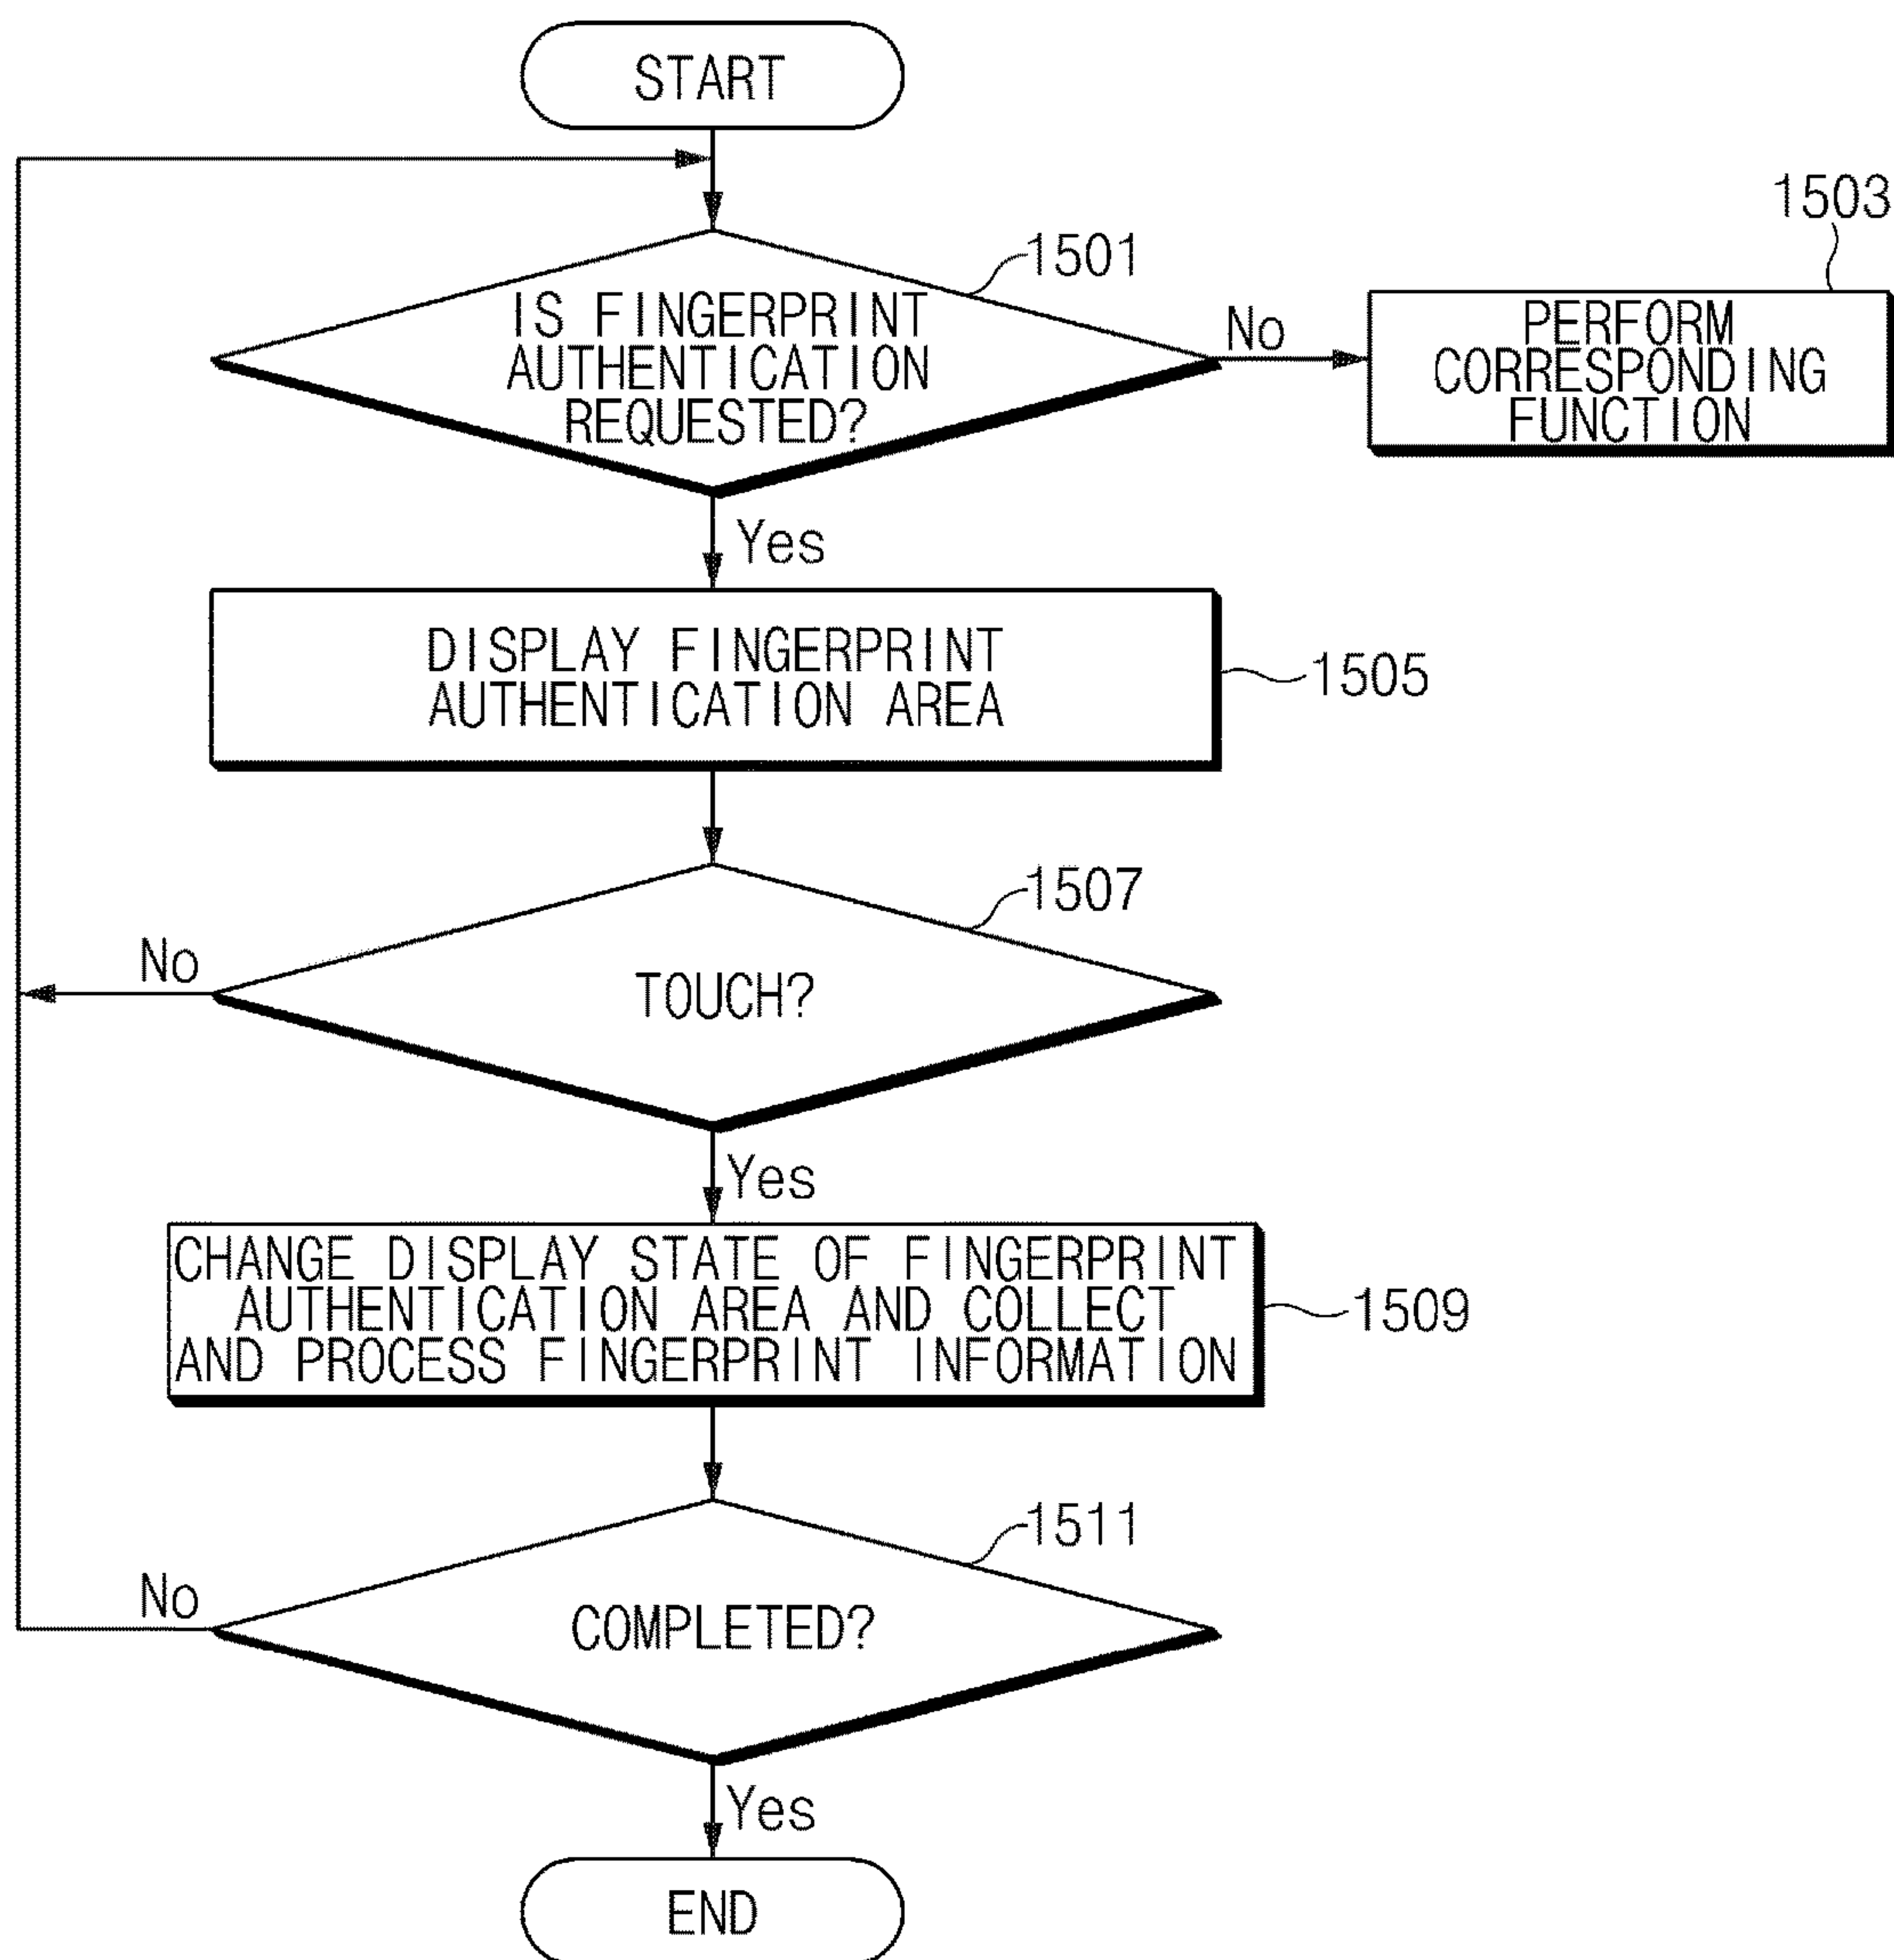 START
1501
IS FINGERPRINT
AUTHENTICATION
REQUESTED?
No
1503
PERFORM
CORRESPONDING
FUNCTION
Yes
DISPLAY FINGERPRINT
AUTHENTICATION AREA
1505
1507
TOUCH?
No
Yes
CHANGE DISPLAY STATE OF FINGERPRINT
AUTHENTICATION AREA AND COLLECT
AND PROCESS FINGERPRINT INFORMATION
1509
1511
COMPLETED?
No
Yes
END